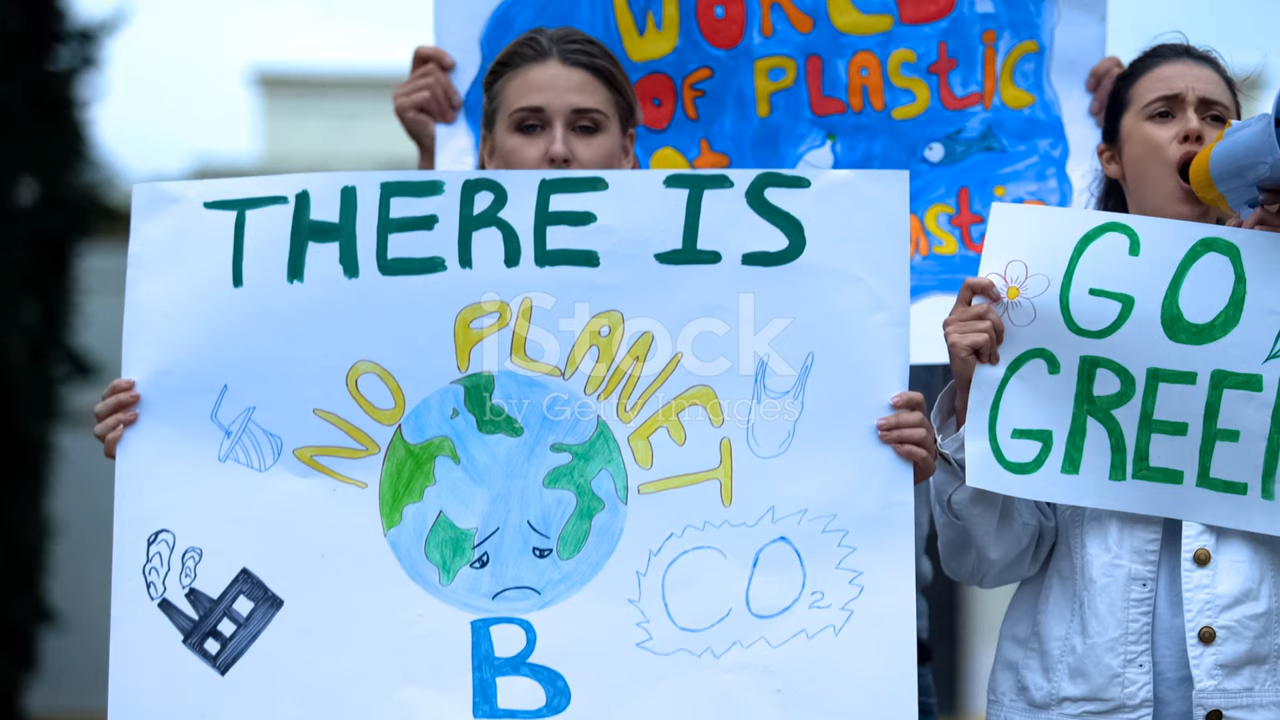 WORLD
OF PLASTIC
THERE IS
NO PLANET
B
CO₂
GO
GREEN
iStock
by Getty Images